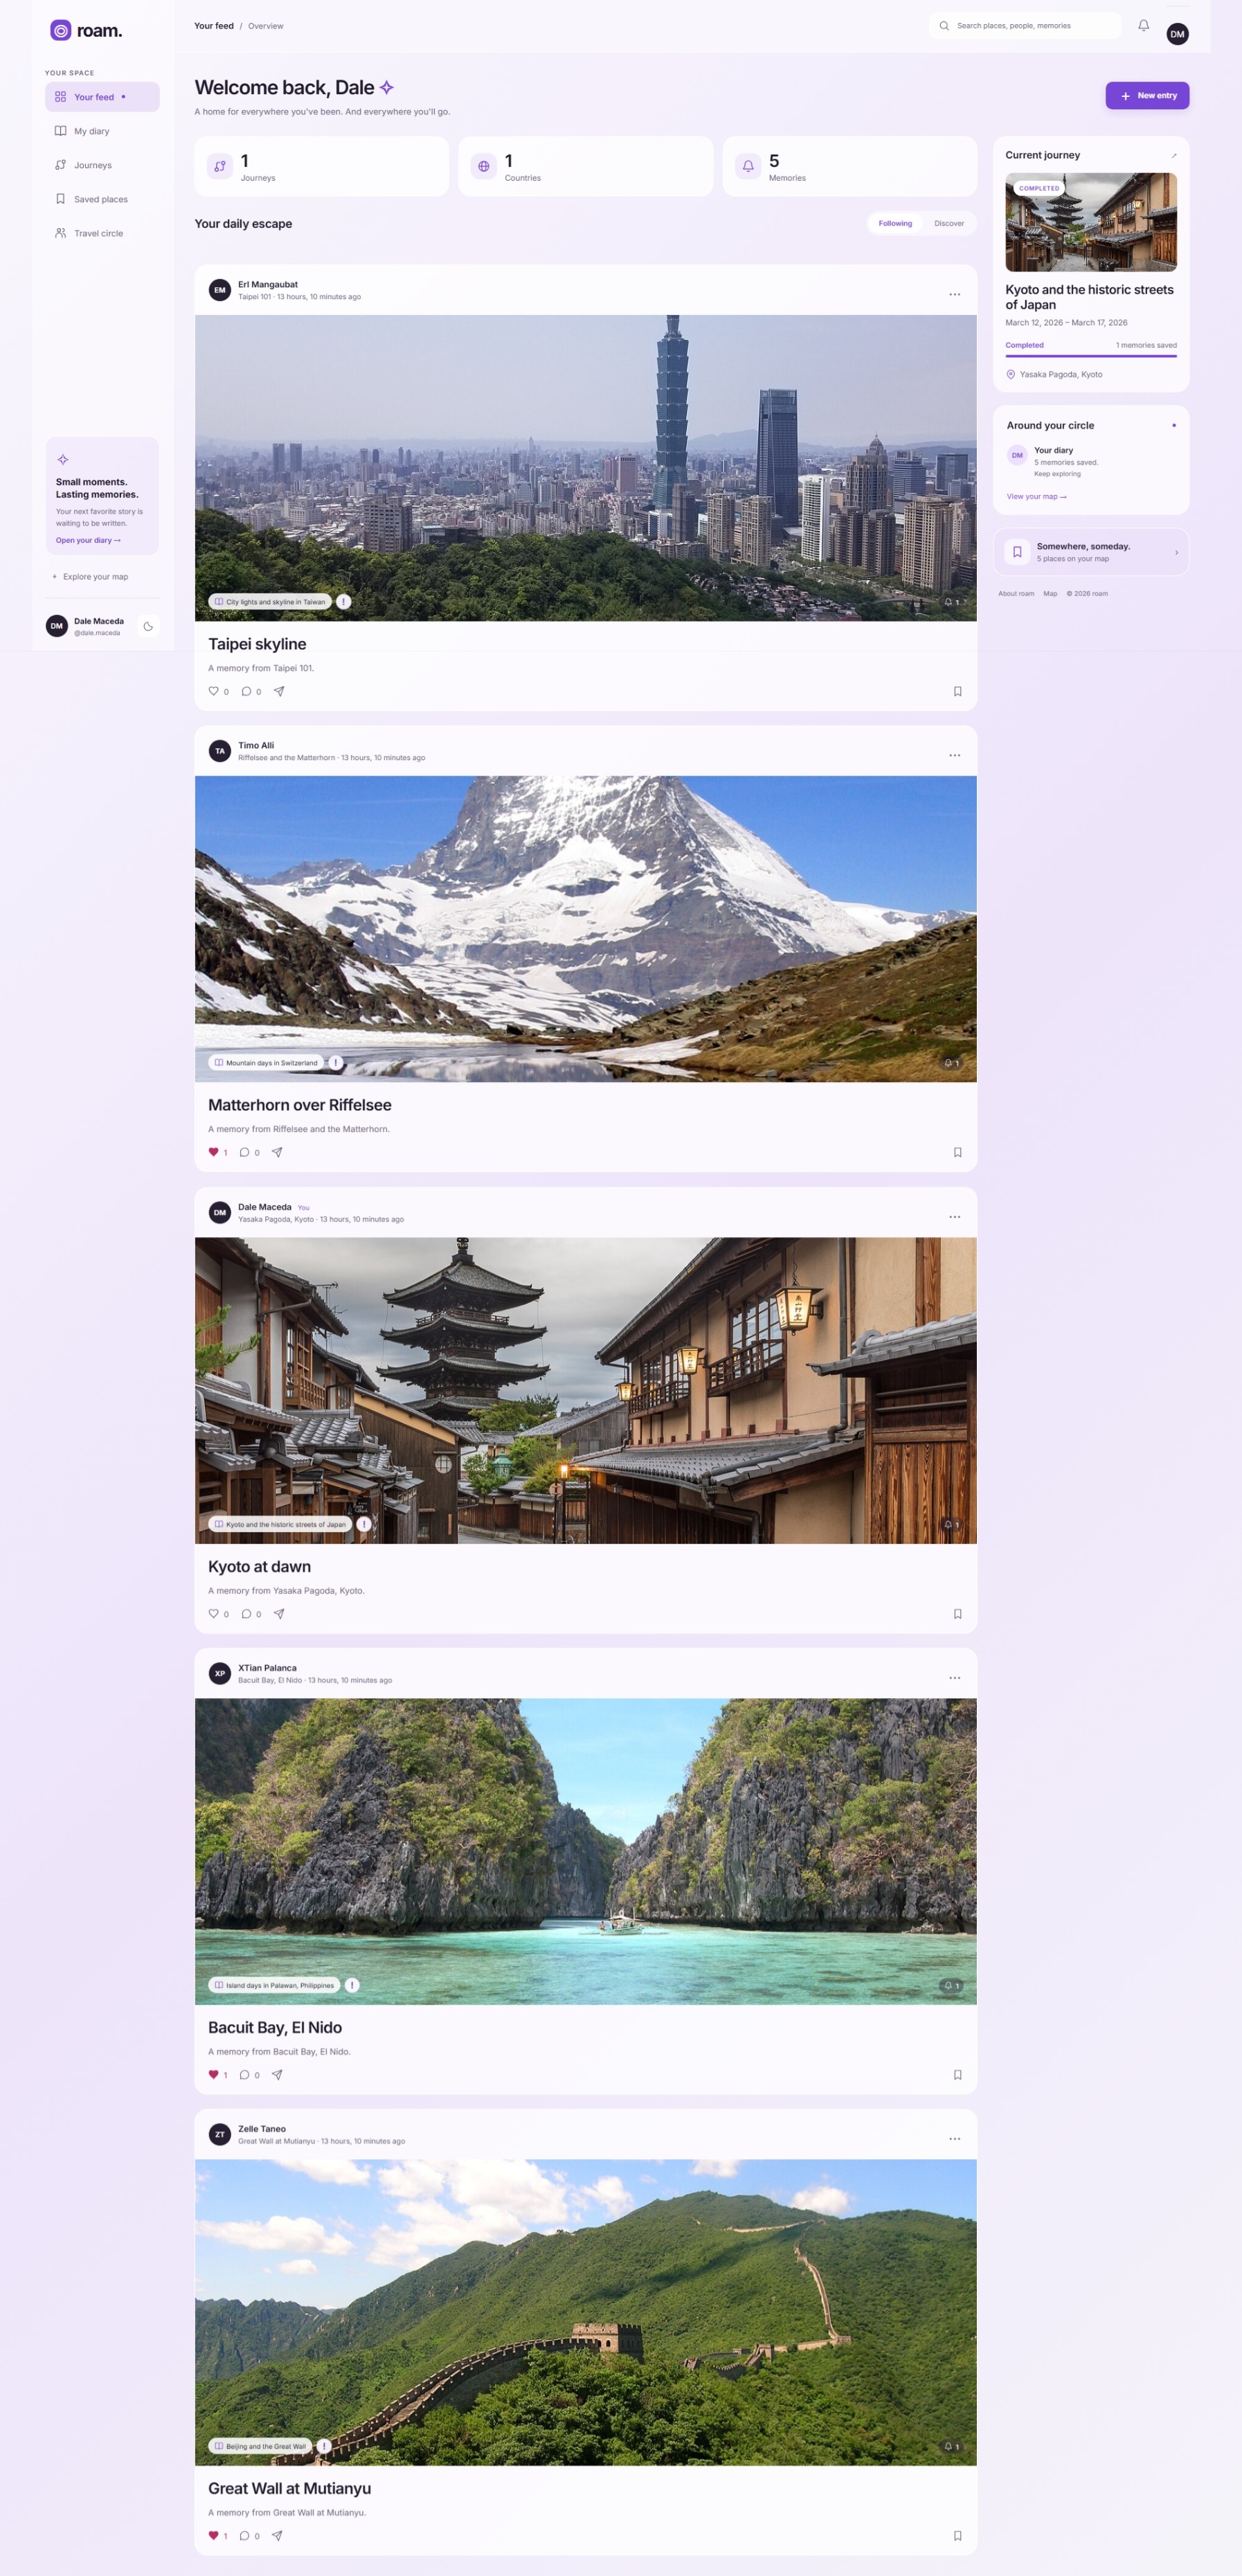 roam.
YOUR SPACE
Your feed
My diary
Journeys
Saved places
Travel circle
Small moments.
Lasting memories.
Your next favorite story is
waiting to be written.
Open your diary →
+ Explore your map
DM
Dale Maceda
@dale.maceda
Your feed / Overview
Search places, people, memories
DM
Welcome back, Dale
A home for everywhere you've been. And everywhere you'll go.
+ New entry
1
Journeys
1
Countries
5
Memories
Your daily escape
Following
Discover
EM
Erl Mangaubat
Taipei 101 · 13 hours, 10 minutes ago
City lights and skyline in Taiwan
!
1
Taipei skyline
A memory from Taipei 101.
0
0
TA
Timo Alli
Riffelsee and the Matterhorn · 13 hours, 10 minutes ago
Mountain days in Switzerland
!
1
Matterhorn over Riffelsee
A memory from Riffelsee and the Matterhorn.
1
0
DM
Dale Maceda You
Yasaka Pagoda, Kyoto · 13 hours, 10 minutes ago
Kyoto and the historic streets of Japan
!
1
Kyoto at dawn
A memory from Yasaka Pagoda, Kyoto.
0
0
XP
XTian Palanca
Bacuit Bay, El Nido · 13 hours, 10 minutes ago
Island days in Palawan, Philippines
!
1
Bacuit Bay, El Nido
A memory from Bacuit Bay, El Nido.
1
0
ZT
Zelle Taneo
Great Wall at Mutianyu · 13 hours, 10 minutes ago
Beijing and the Great Wall
!
1
Great Wall at Mutianyu
A memory from Great Wall at Mutianyu.
1
0
Current journey
COMPLETED
Kyoto and the historic streets
of Japan
March 12, 2026 – March 17, 2026
Completed
1 memories saved
Yasaka Pagoda, Kyoto
Around your circle
DM
Your diary
5 memories saved.
Keep exploring
View your map →
Somewhere, someday.
5 places on your map
About roam
Map
© 2026 roam